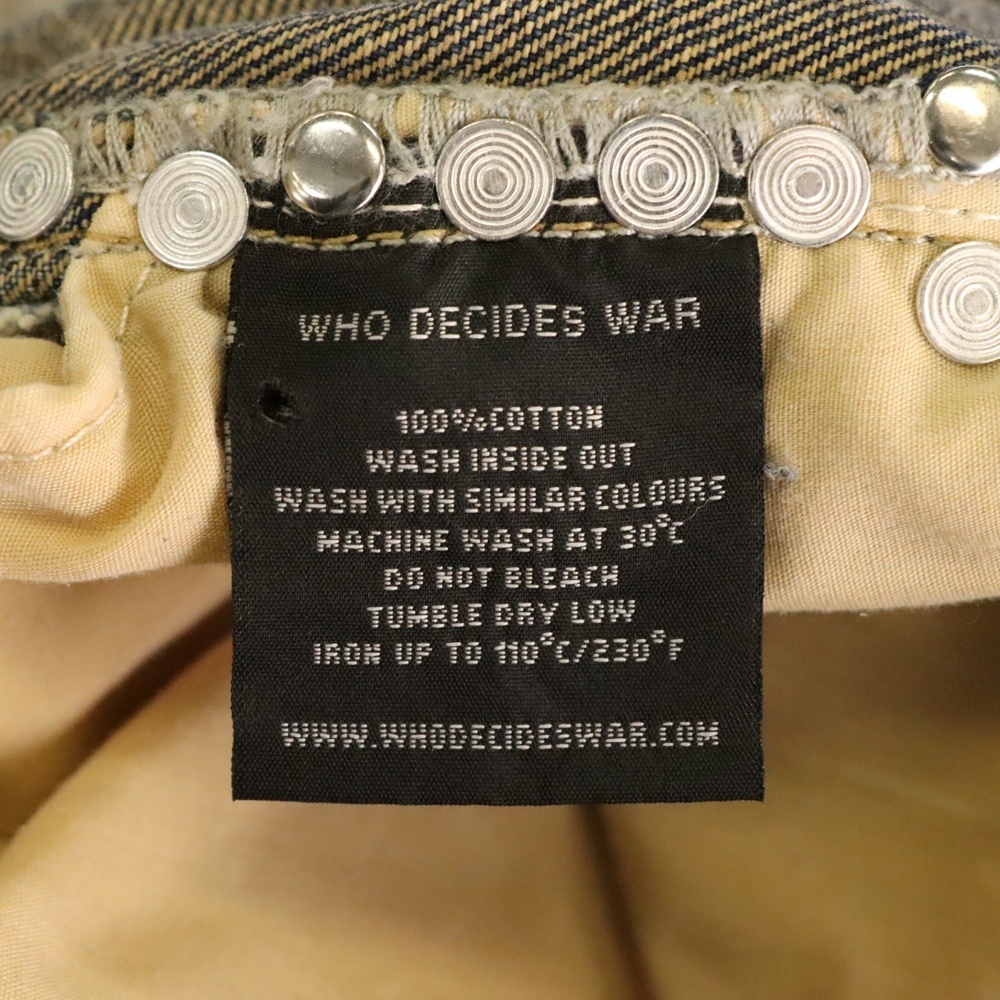 WHO DECIDES WAR
100%COTTON
WASH INSIDE OUT
WASH WITH SIMILAR COLOURS
MACHINE WASH AT 30°C
DO NOT BLEACH
TUMBLE DRY LOW
IRON UP TO 110°C/230°F
WWW.WHODECIDESWAR.COM